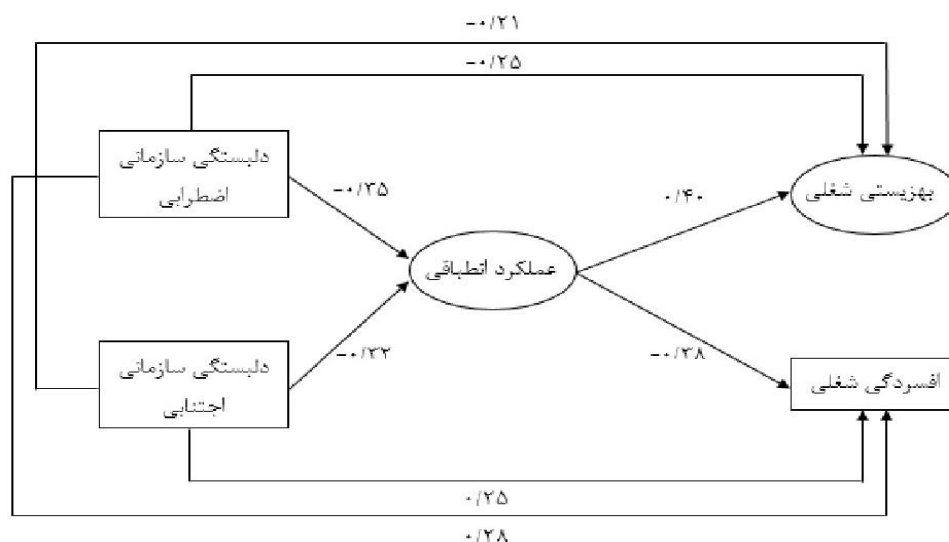 -۰/۲۱
-۰/۲۵
دلبستگی سازمانی
اضطرابی
-۰/۳۵
۰/۴۰
بهزیستی شغلی
عملکرد انطباقی
دلبستگی سازمانی
اجتنابی
-۰/۳۲
-۰/۳۸
افسردگی شغلی
۰/۲۵
۰/۲۸